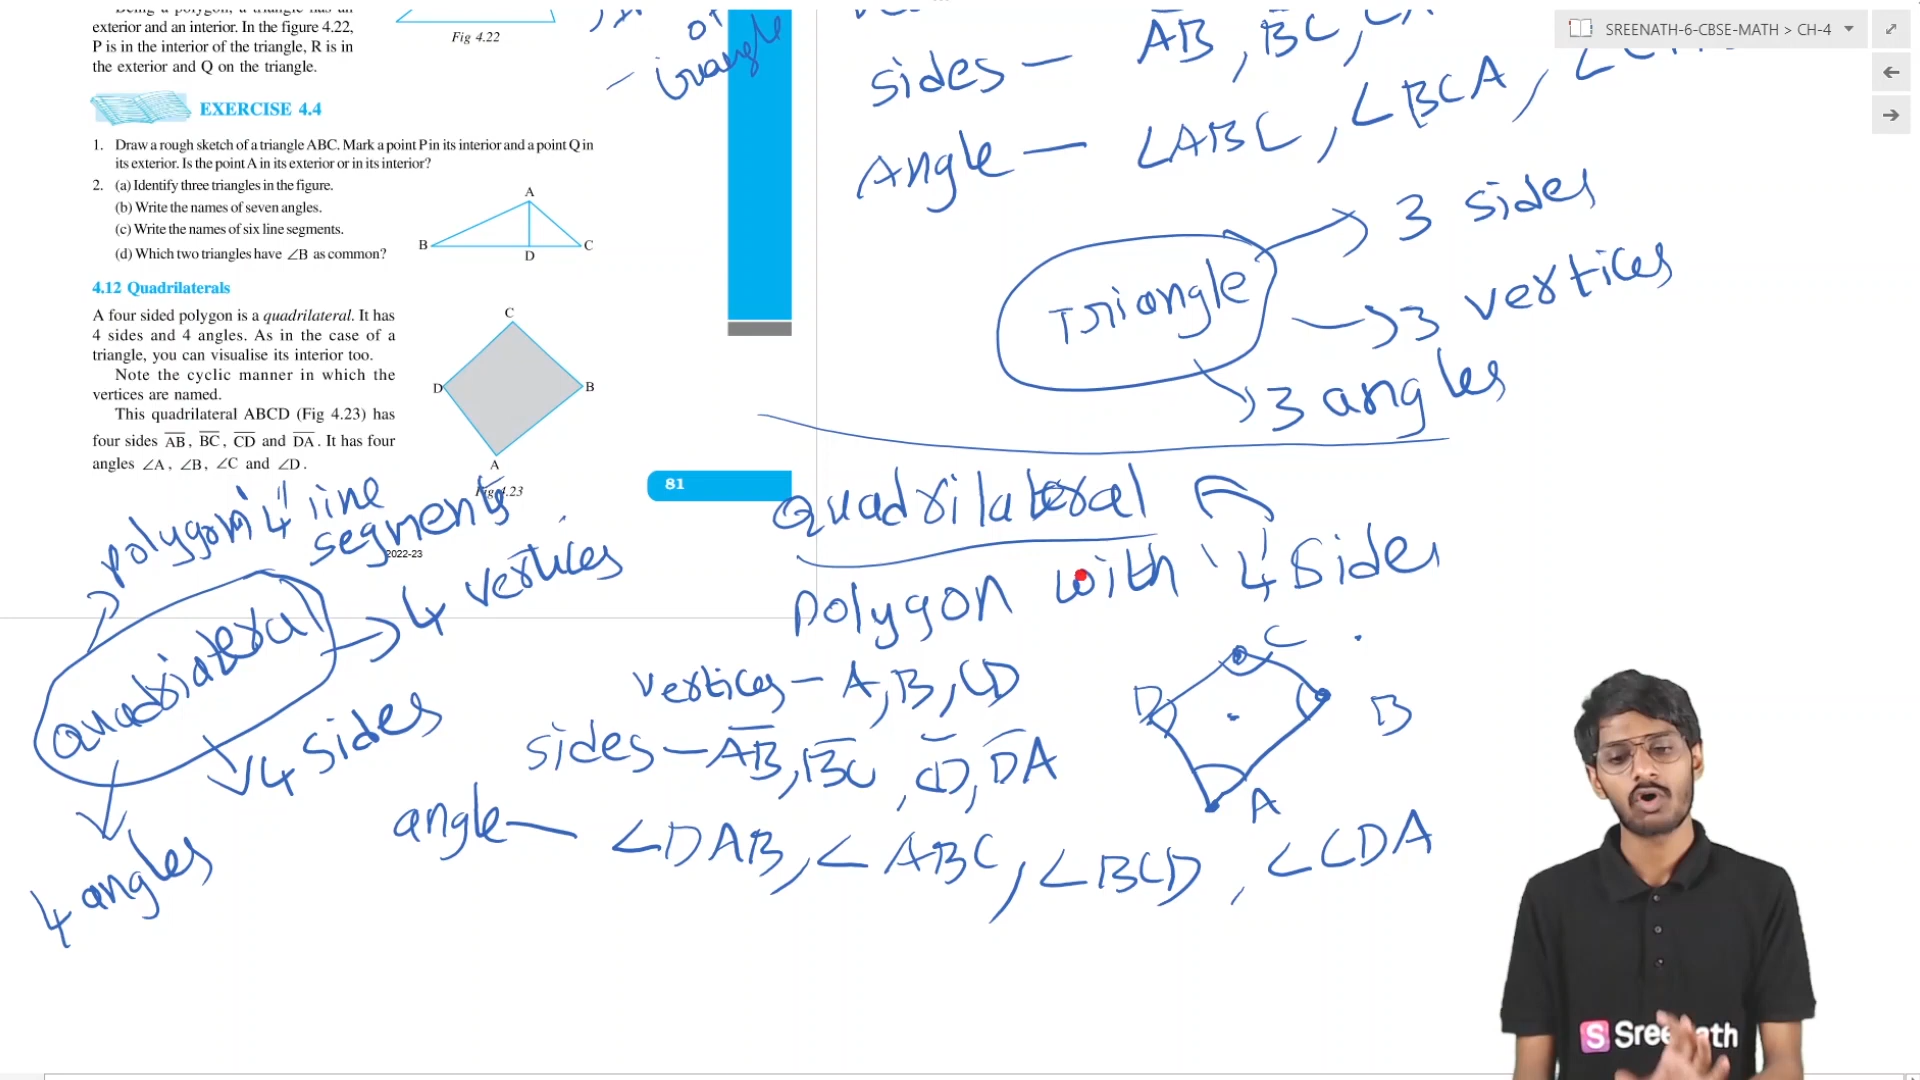 exterior and an interior. In the figure 4.22,
P is in the interior of the triangle, R is in
the exterior and Q on the triangle.
Fig 4.22
of
- triangle
EXERCISE 4.4
1. Draw a rough sketch of a triangle ABC. Mark a point P in its interior and a point Q in
its exterior. Is the point A in its exterior or in its interior?
2. (a) Identify three triangles in the figure.
(b) Write the names of seven angles.
(c) Write the names of six line segments.
(d) Which two triangles have ∠B as common?
A
B
D
C
4.12 Quadrilaterals
A four sided polygon is a quadrilateral. It has
4 sides and 4 angles. As in the case of a
triangle, you can visualise its interior too.
Note the cyclic manner in which the
vertices are named.
This quadrilateral ABCD (Fig 4.23) has
four sides AB, BC, CD and DA. It has four
angles ∠A, ∠B, ∠C and ∠D.
C
D
B
A
81
2022-23
SREENATH-6-CBSE-MATH > CH-4
sides - AB, BC,
Angle - ∠ABC, ∠BCA,
Triangle
3 sides
3 vertices
3 angles
quadrilateral
polygon with '4' Sides
polygon '4' line
segments
4 vertices
4 sides
4 angles
vertices - A, B, CD
sides - AB, BC, CD, DA
angle - ∠DAB, ∠ABC, ∠BCD, ∠CDA
C
D
B
A
S